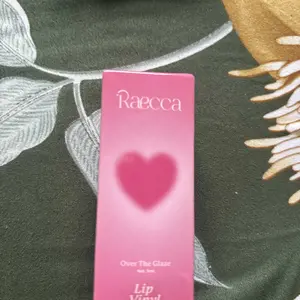 Raecca
Over The Glaze
Lip
Vinyl